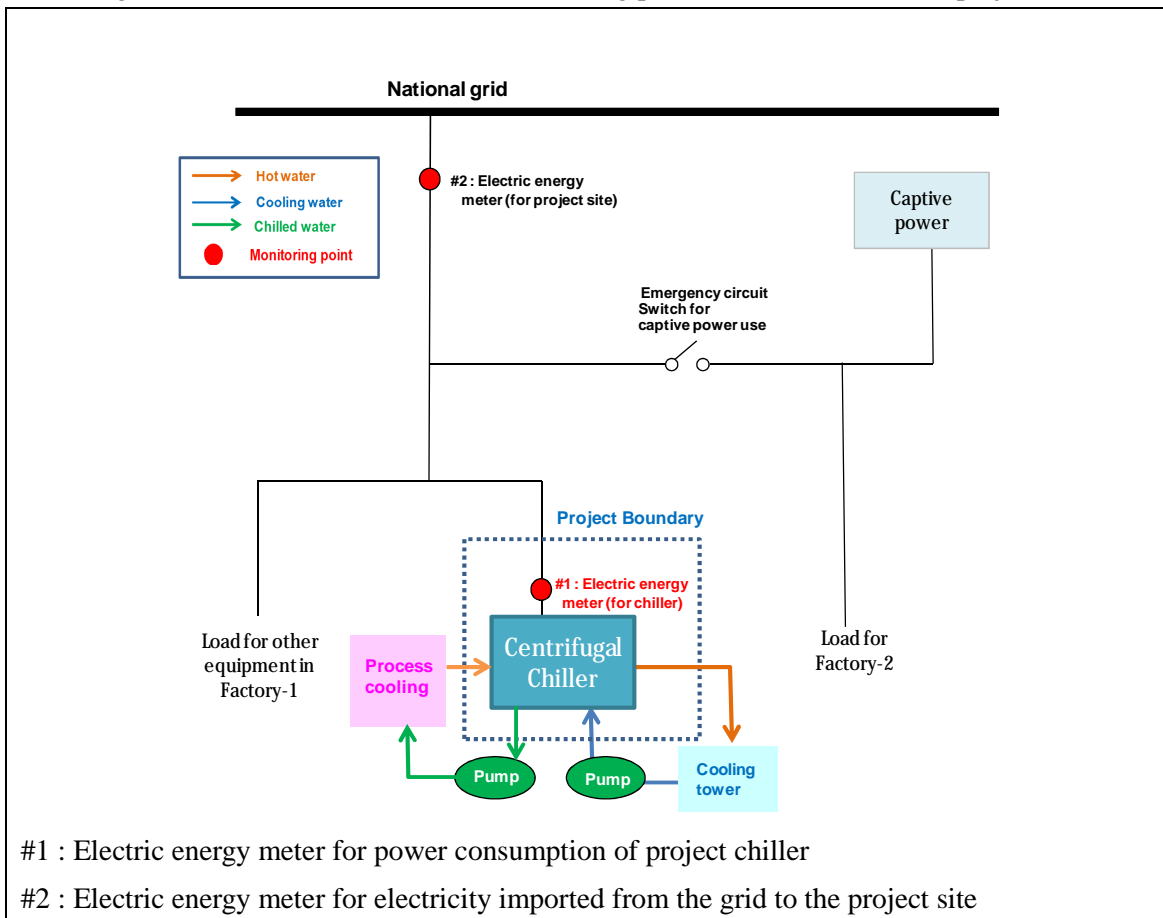 National grid
Hot water
Cooling water
Chilled water
Monitoring point
#2 : Electric energy
meter (for project site)
Captive
power
Emergency circuit
Switch for
captive power use
Project Boundary
#1 : Electric energy
meter (for chiller)
Load for other
equipment in
Factory-1
Process
cooling
Centrifugal
Chiller
Load for
Factory-2
Pump
Pump
Cooling
tower
#1 : Electric energy meter for power consumption of project chiller
#2 : Electric energy meter for electricity imported from the grid to the project site